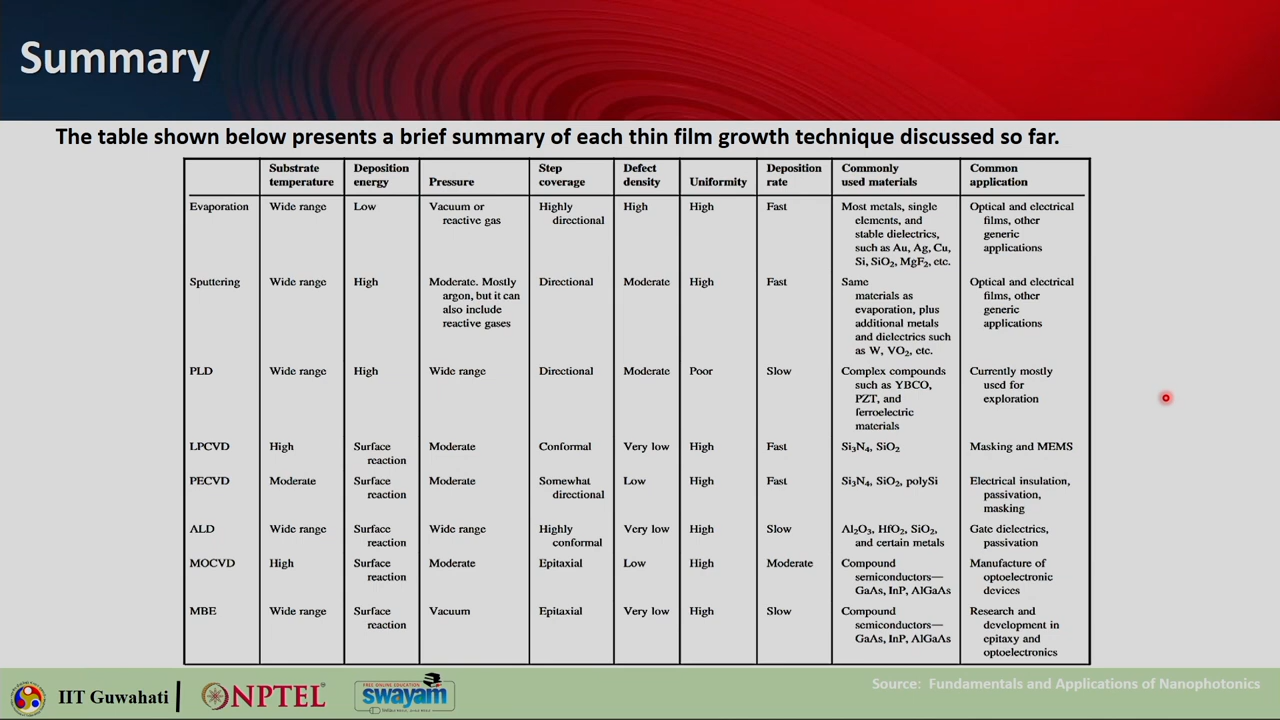 Summary
The table shown below presents a brief summary of each thin film growth technique discussed so far.
Substrate temperature
Deposition energy
Pressure
Step coverage
Defect density
Uniformity
Deposition rate
Commonly used materials
Common application
Evaporation
Wide range
Low
Vacuum or reactive gas
Highly directional
High
High
Fast
Most metals, single elements, and stable dielectrics, such as Au, Ag, Cu, Si, SiO₂, MgF₂, etc.
Optical and electrical films, other generic applications
Sputtering
Wide range
High
Moderate. Mostly argon, but it can also include reactive gases
Directional
Moderate
High
Fast
Same materials as evaporation, plus additional metals and dielectrics such as W, VO₂, etc.
Optical and electrical films, other generic applications
PLD
Wide range
High
Wide range
Directional
Moderate
Poor
Slow
Complex compounds such as YBCO, PZT, and ferroelectric materials
Currently mostly used for exploration
LPCVD
High
Surface reaction
Moderate
Conformal
Very low
High
Fast
Si₃N₄, SiO₂
Masking and MEMS
PECVD
Moderate
Surface reaction
Moderate
Somewhat directional
Low
High
Fast
Si₃N₄, SiO₂, polySi
Electrical insulation, passivation, masking
ALD
Wide range
Surface reaction
Wide range
Highly conformal
Very low
High
Slow
Al₂O₃, HfO₂, SiO₂, and certain metals
Gate dielectrics, passivation
MOCVD
High
Surface reaction
Moderate
Epitaxial
Low
High
Moderate
Compound semiconductors—GaAs, InP, AlGaAs
Manufacture of optoelectronic devices
MBE
Wide range
Surface reaction
Vacuum
Epitaxial
Very low
High
Slow
Compound semiconductors—GaAs, InP, AlGaAs
Research and development in epitaxy and optoelectronics
IIT Guwahati
NPTEL
FREE ONLINE EDUCATION
swayam
Source: Fundamentals and Applications of Nanophotonics